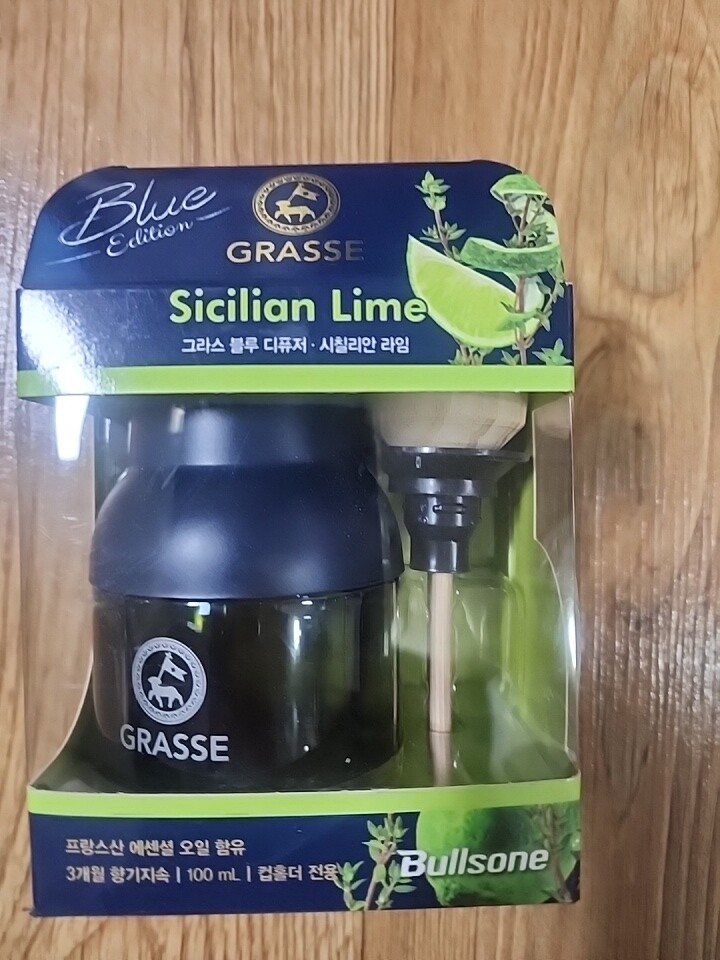 Blue
Edition
GRASSE
Sicilian Lime
그라스 블루 디퓨저 · 시칠리안 라임
GRASSE
프랑스산 에센셜 오일 함유
3개월 향기지속 | 100 mL | 컵홀더 전용
Bullsone